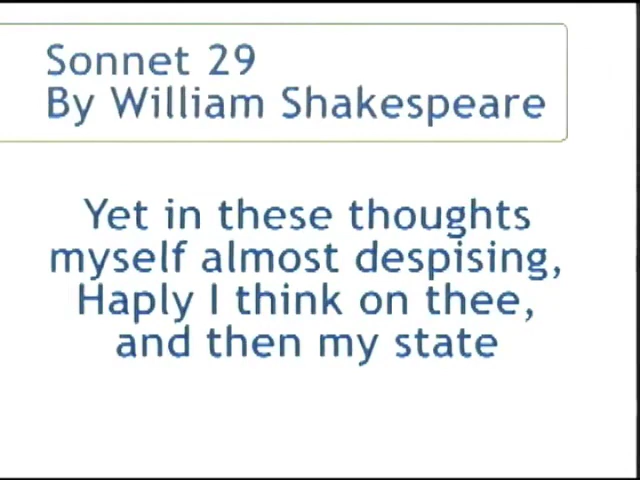 Sonnet 29
By William Shakespeare
Yet in these thoughts
myself almost despising,
Haply I think on thee,
and then my state